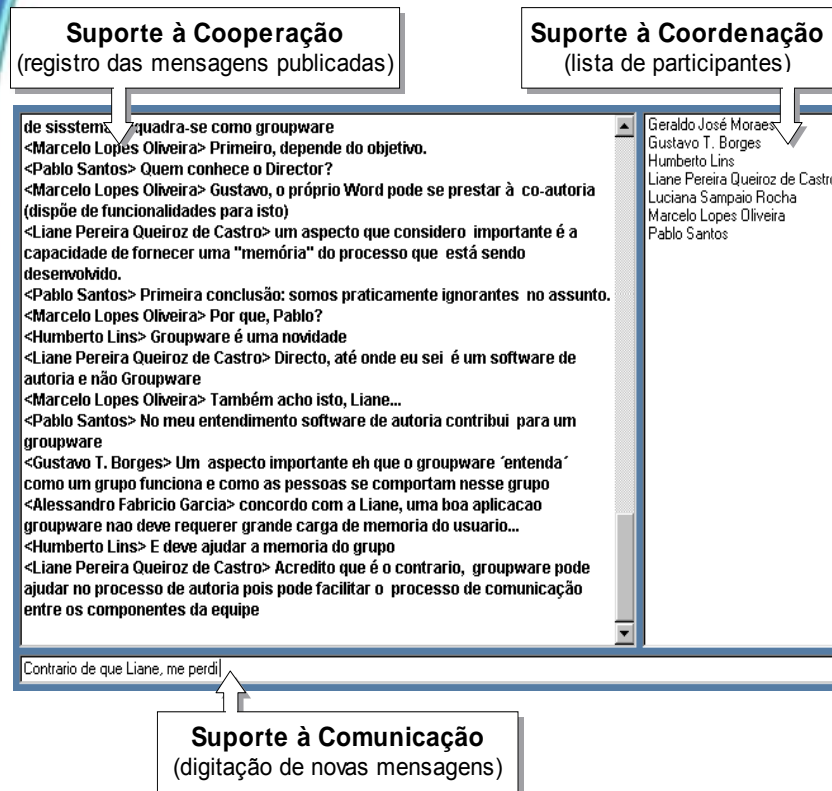 Suporte à Cooperação
(registro das mensagens publicadas)
Suporte à Coordenação
(lista de participantes)
de sisstema quadra-se como groupware
<Marcelo Lopes Oliveira> Primeiro, depende do objetivo.
<Pablo Santos> Quem conhece o Director?
<Marcelo Lopes Oliveira> Gustavo, o próprio Word pode se prestar à co-autoria
(dispõe de funcionalidades para isto)
<Liane Pereira Queiroz de Castro> um aspecto que considero importante é a
capacidade de fornecer uma "memória" do processo que está sendo
desenvolvido.
<Pablo Santos> Primeira conclusão: somos praticamente ignorantes no assunto.
<Marcelo Lopes Oliveira> Por que, Pablo?
<Humberto Lins> Groupware é uma novidade
<Liane Pereira Queiroz de Castro> Directo, até onde eu sei é um software de
autoria e não Groupware
<Marcelo Lopes Oliveira> Também acho isto, Liane...
<Pablo Santos> No meu entendimento software de autoria contribui para um
groupware
<Gustavo T. Borges> Um aspecto importante eh que o groupware ´entenda´
como um grupo funciona e como as pessoas se comportam nesse grupo
<Alessandro Fabricio Garcia> concordo com a Liane, uma boa aplicacao
groupware nao deve requerer grande carga de memoria do usuario...
<Humberto Lins> E deve ajudar a memoria do grupo
<Liane Pereira Queiroz de Castro> Acredito que é o contrario, groupware pode
ajudar no processo de autoria pois pode facilitar o processo de comunicação
entre os componentes da equipe
Geraldo José Moraes
Gustavo T. Borges
Humberto Lins
Liane Pereira Queiroz de Castro
Luciana Sampaio Rocha
Marcelo Lopes Oliveira
Pablo Santos
Contrario de que Liane, me perdi
Suporte à Comunicação
(digitação de novas mensagens)